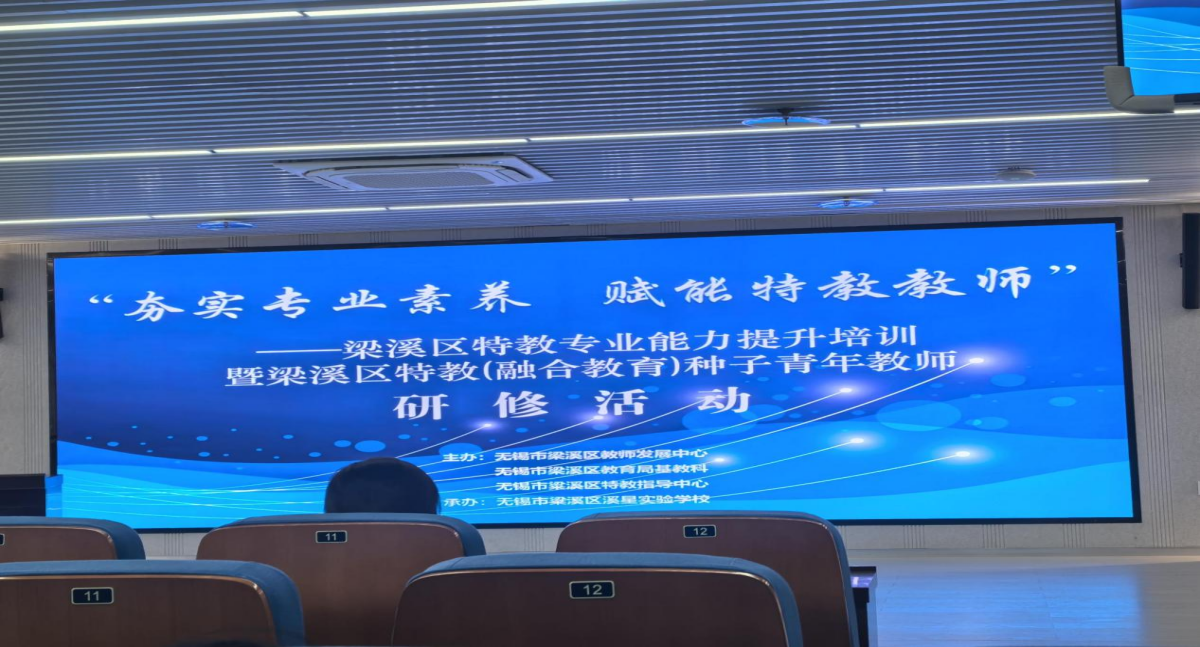 “夯实专业素养 赋能特教教师”
——梁溪区特教专业能力提升培训
暨梁溪区特教(融合教育)种子青年教师
研修活动
主办：无锡市梁溪区教师发展中心
无锡市梁溪区教育局基教科
无锡市梁溪区特教指导中心
承办：无锡市梁溪区溪星实验学校
11
12
11
12